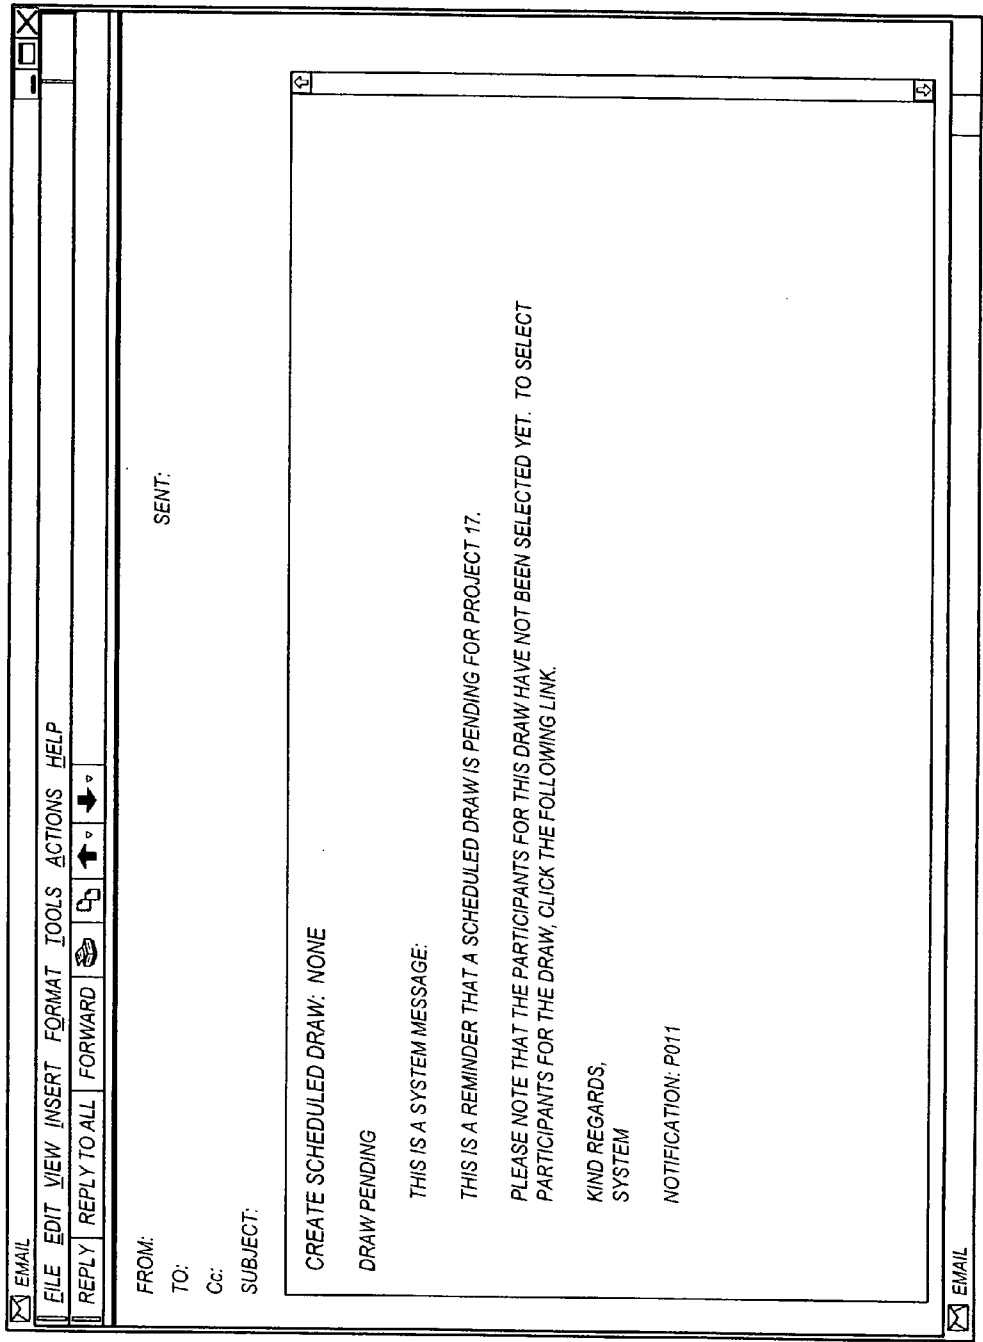 EMAIL
FILE EDIT VIEW INSERT FORMAT TOOLS ACTIONS HELP
REPLY REPLY TO ALL FORWARD
FROM:
SENT:
TO:
Cc:
SUBJECT:
CREATE SCHEDULED DRAW: NONE
DRAW PENDING
THIS IS A SYSTEM MESSAGE:
THIS IS A REMINDER THAT A SCHEDULED DRAW IS PENDING FOR PROJECT 17.
PLEASE NOTE THAT THE PARTICIPANTS FOR THIS DRAW HAVE NOT BEEN SELECTED YET. TO SELECT
PARTICIPANTS FOR THE DRAW, CLICK THE FOLLOWING LINK.
KIND REGARDS,
SYSTEM
NOTIFICATION: P011
EMAIL